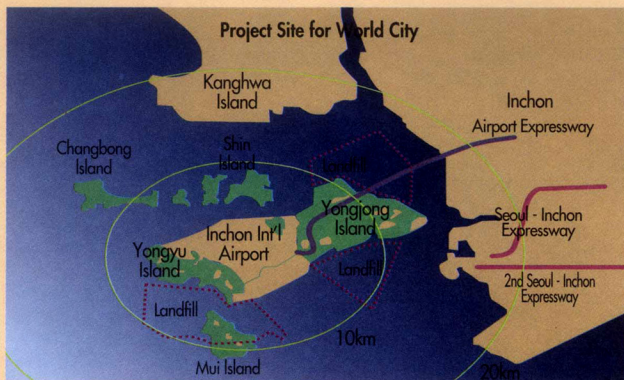 Project Site for World City
Kanghwa
Island
Inchon
Airport Expressway
Changbong
Island
Shin
Island
Landfill
Yongjong
Island
Seoul - Inchon
Expressway
Inchon Int'l
Airport
Yongyu
Island
Landfill
2nd Seoul - Inchon
Expressway
Landfill
10km
Mui Island
20km